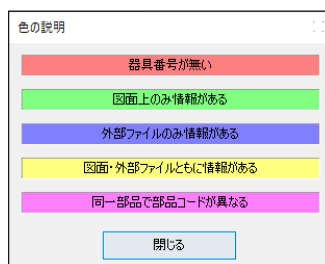 色の説明
器具番号が無い
図面上のみ情報がある
外部ファイルのみ情報がある
図面・外部ファイルともに情報がある
同一部品で部品コードが異なる
閉じる